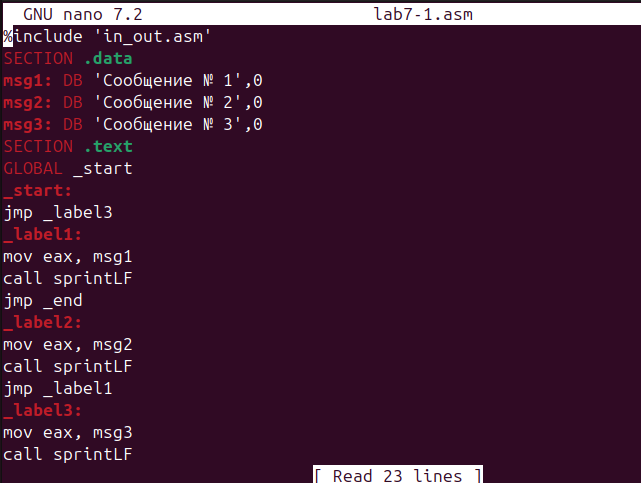 GNU nano 7.2 lab7-1.asm
%include 'in_out.asm'
SECTION .data
msg1: DB 'Сообщение № 1',0
msg2: DB 'Сообщение № 2',0
msg3: DB 'Сообщение № 3',0
SECTION .text
GLOBAL _start
_start:
jmp _label3
_label1:
mov eax, msg1
call sprintLF
jmp _end
_label2:
mov eax, msg2
call sprintLF
jmp _label1
_label3:
mov eax, msg3
call sprintLF
[ Read 23 lines ]